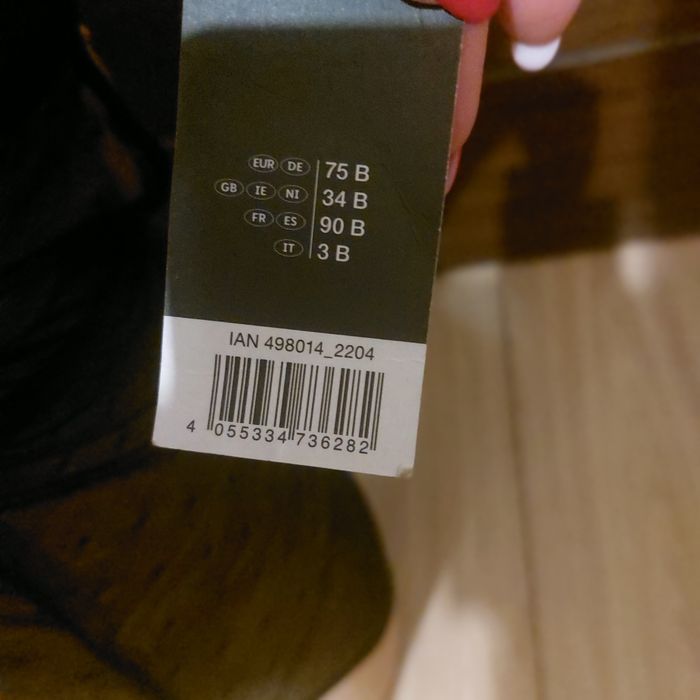 EUR DE 75 B
GB IE NI 34 B
FR ES 90 B
IT 3 B
IAN 498014_2204
4 055334 736282